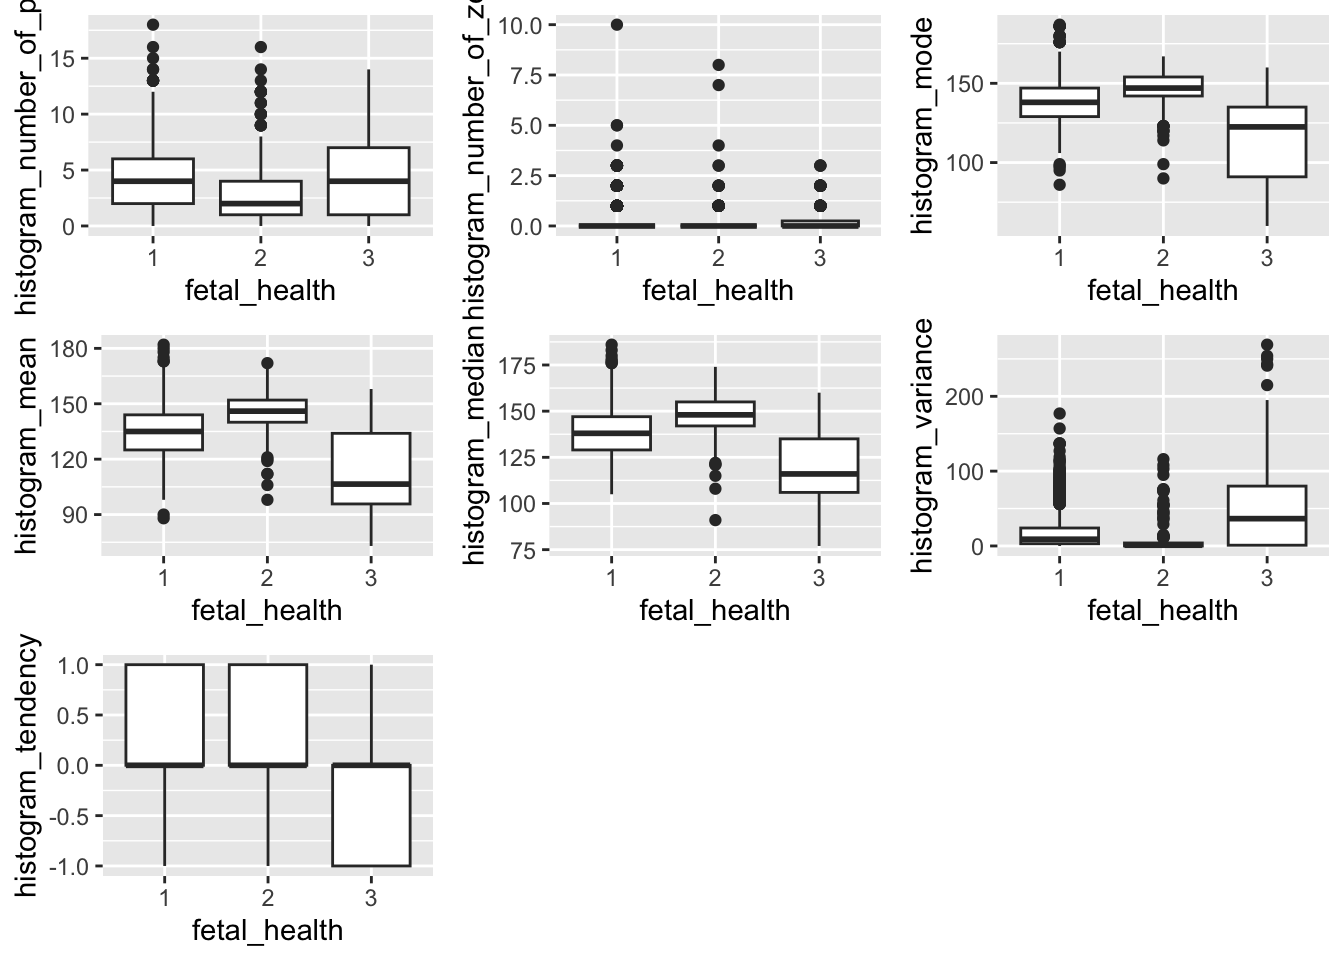 histogram_number_of_p
15
10
5
0
1 2 3
fetal_health
histogram_number_of_ze
10.0
7.5
5.0
2.5
0.0
1 2 3
fetal_health
histogram_mode
150
100
1 2 3
fetal_health
histogram_mean
180
150
120
90
1 2 3
fetal_health
histogram_median
175
150
125
100
75
1 2 3
fetal_health
histogram_variance
200
100
0
1 2 3
fetal_health
histogram_tendency
1.0
0.5
0.0
-0.5
-1.0
1 2 3
fetal_health